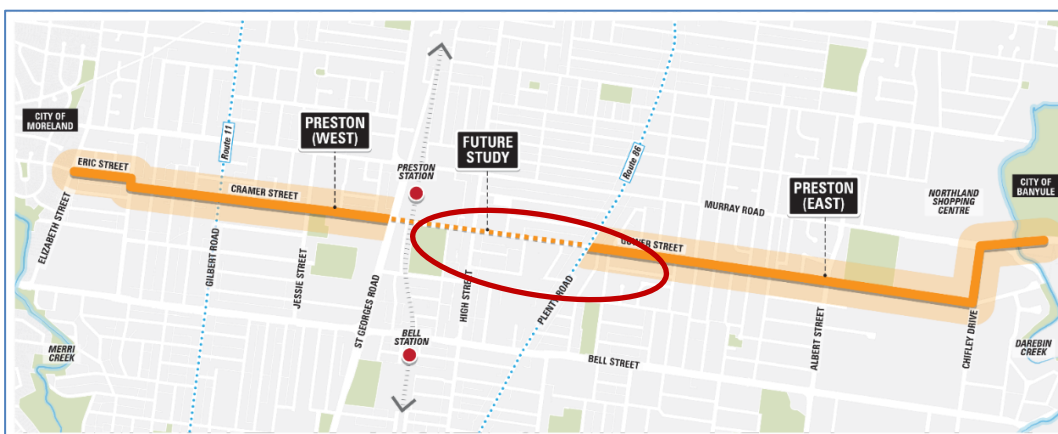 CITY OF
MORELAND
ERIC STREET
ELIZABETH STREET
MERRI
CREEK
Route 11
GILBERT ROAD
CRAMER STREET
JESSIE STREET
PRESTON
(WEST)
ST GEORGES ROAD
PRESTON
STATION
BELL
STATION
FUTURE
STUDY
HIGH STREET
Route 86
PLENTY ROAD
GOWER STREET
BELL STREET
MURRAY ROAD
PRESTON
(EAST)
ALBERT STREET
NORTHLAND
SHOPPING
CENTRE
CHIFLEY DRIVE
CITY OF
BANYULE
DAREBIN
CREEK